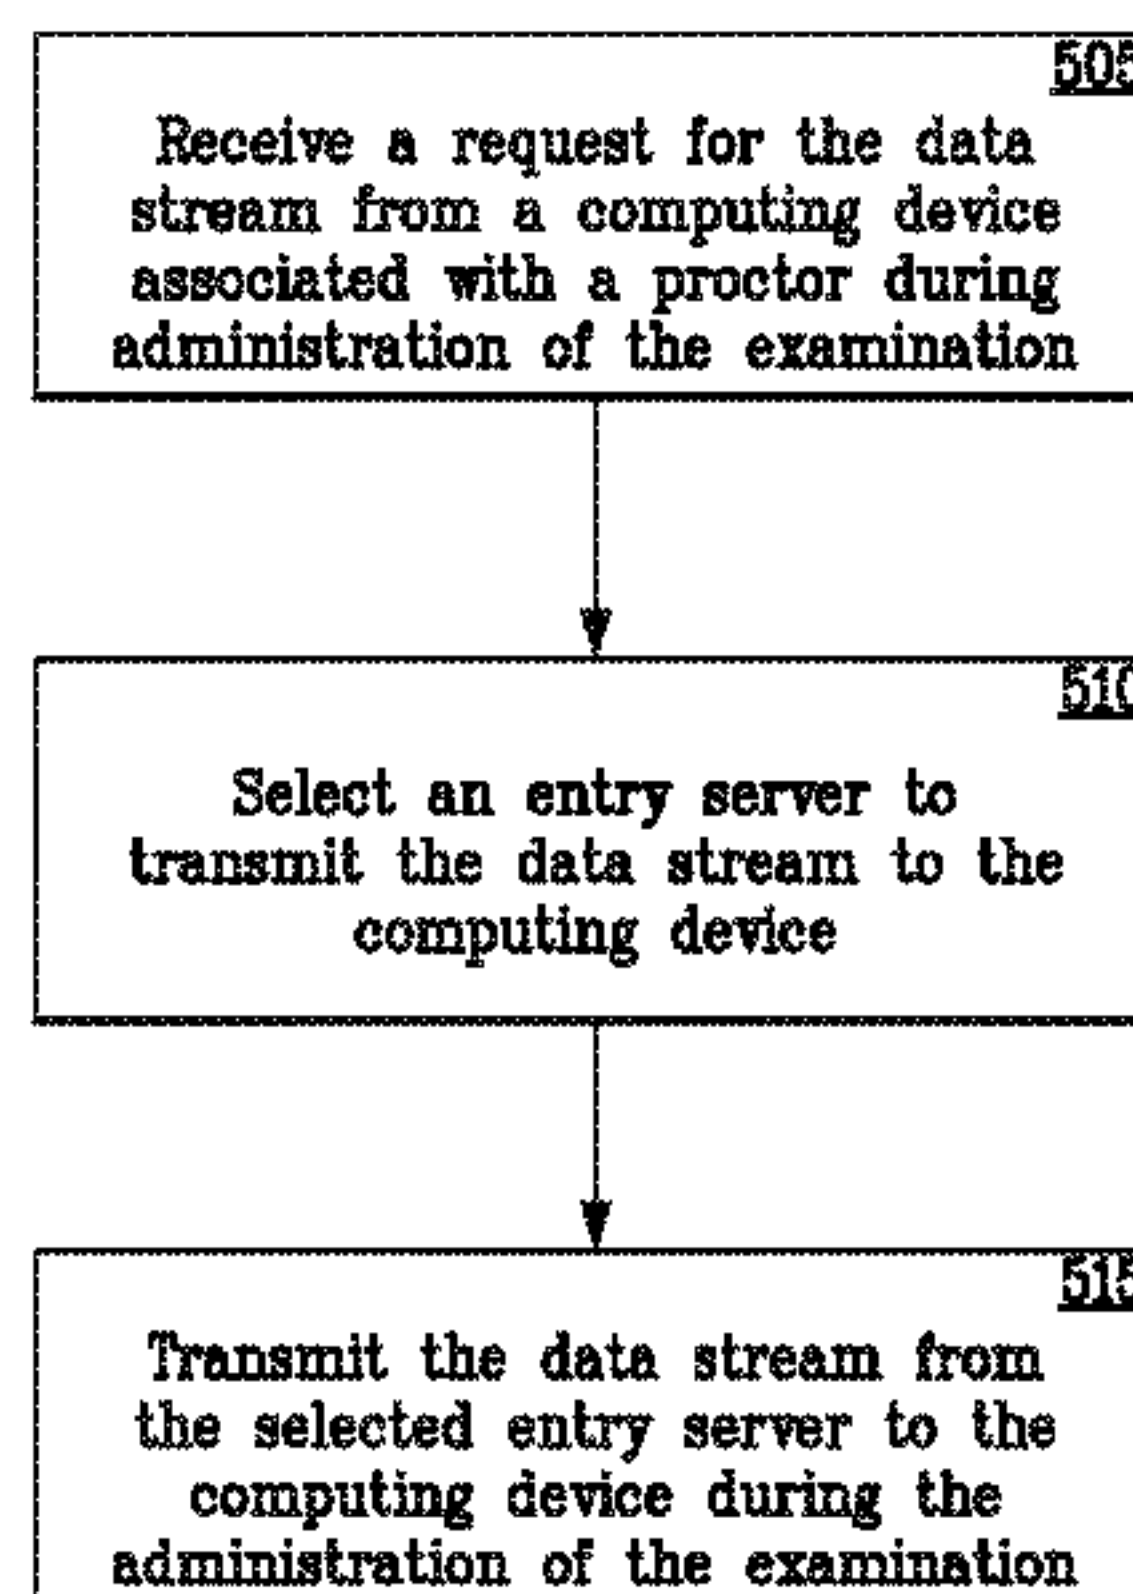 505
Receive a request for the data
stream from a computing device
associated with a proctor during
administration of the examination
510
Select an entry server to
transmit the data stream to the
computing device
515
Transmit the data stream from
the selected entry server to the
computing device during the
administration of the examination